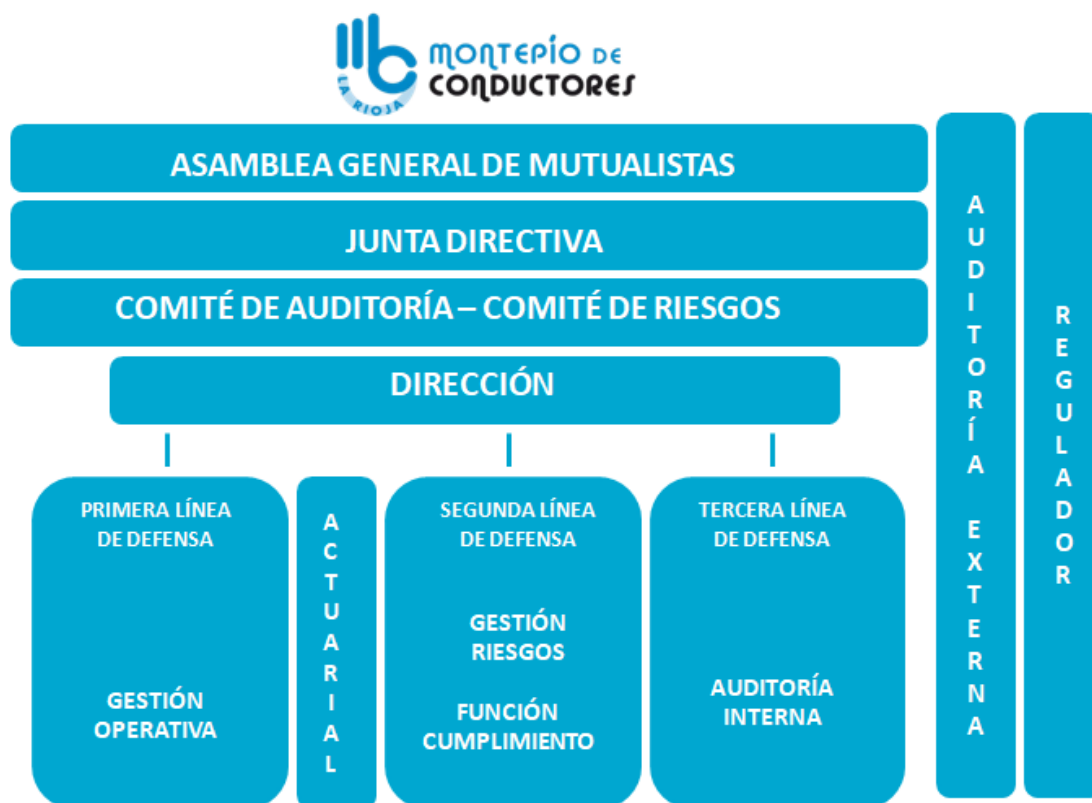 MONTEPÍO DE
CONDUCTORES
LA RIOJA
ASAMBLEA GENERAL DE MUTUALISTAS
JUNTA DIRECTIVA
COMITÉ DE AUDITORÍA – COMITÉ DE RIESGOS
DIRECCIÓN
PRIMERA LÍNEA
DE DEFENSA
GESTIÓN
OPERATIVA
ACTUARIAL
SEGUNDA LÍNEA
DE DEFENSA
GESTIÓN
RIESGOS
FUNCIÓN
CUMPLIMIENTO
TERCERA LÍNEA
DE DEFENSA
AUDITORÍA
INTERNA
AUDITORÍA EXTERNA
REGULADOR